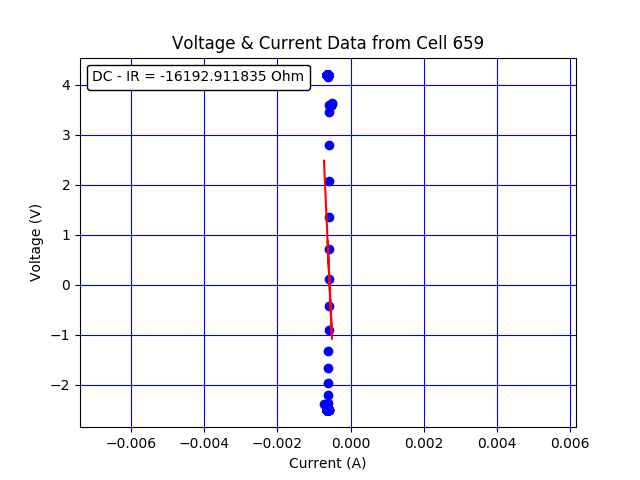 Voltage & Current Data from Cell 659
DC - IR = -16192.911835 Ohm
4
3
2
1
0
−1
−2
Voltage (V)
−0.006 −0.004 −0.002 0.000 0.002 0.004 0.006
Current (A)